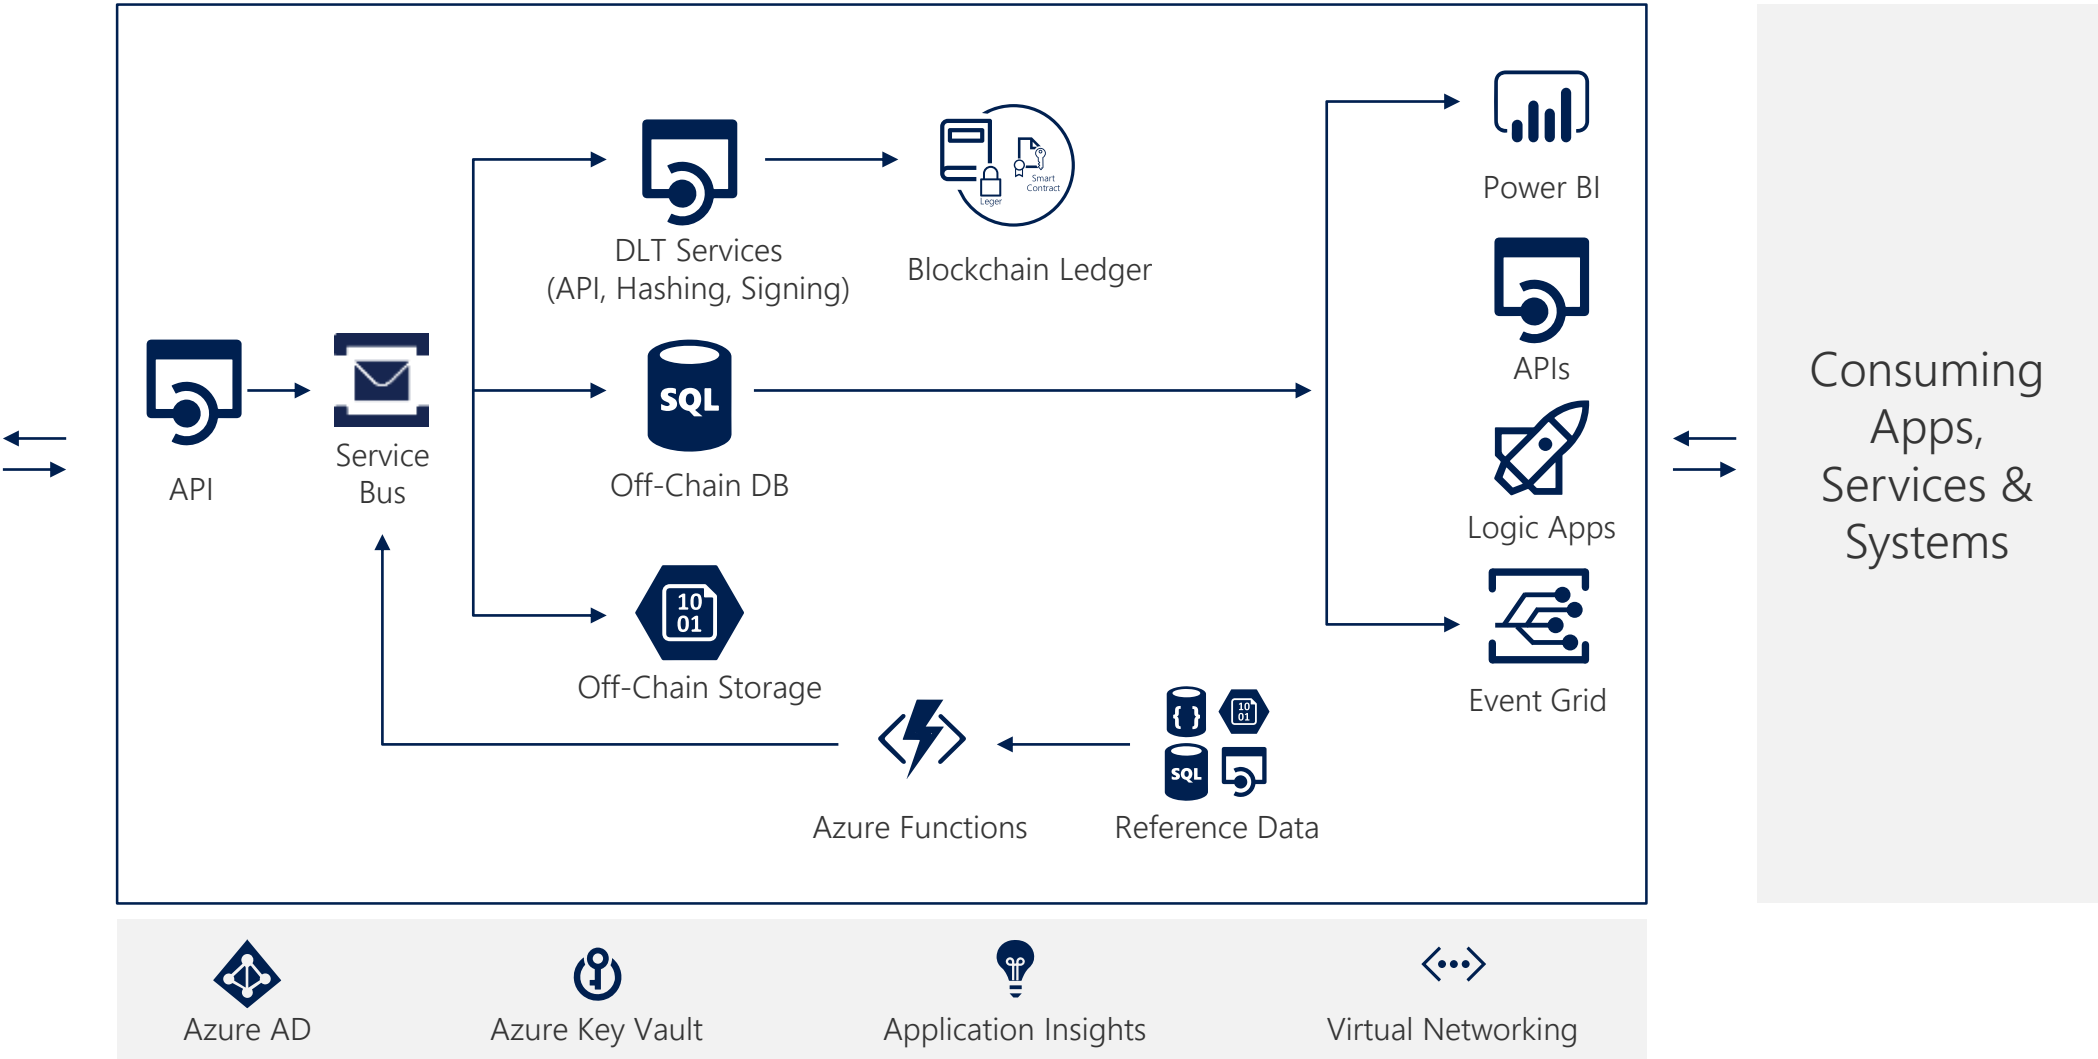 Power BI
Smart
Contract
Leger
DLT Services
(API, Hashing, Signing)
Blockchain Ledger
APIs
SQL
API
Service
Bus
Off-Chain DB
Logic Apps
Consuming
Apps,
Services &
Systems
10
01
Off-Chain Storage
Event Grid
{ }
10
01
SQL
Azure Functions
Reference Data
Azure AD
Azure Key Vault
Application Insights
Virtual Networking